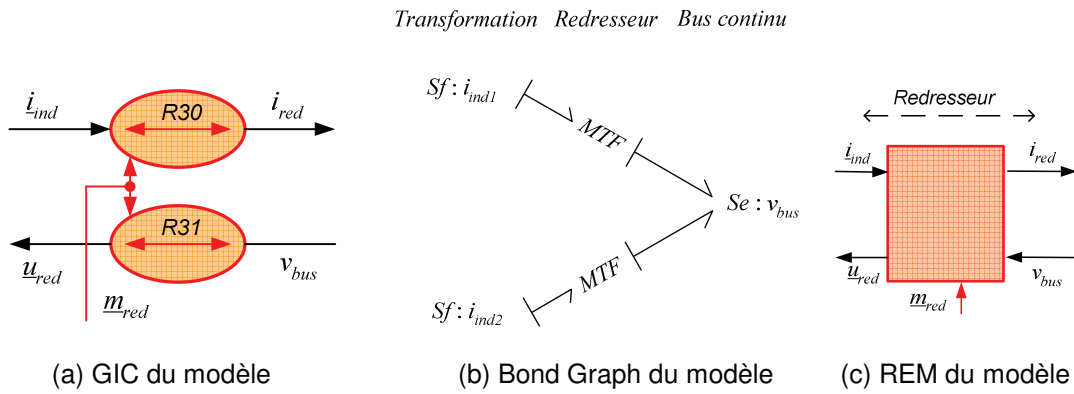 Transformation Redresseur Bus continu
i_ind
R30
i_red
R31
u_red
m_red
v_bus
Sf : i_ind1
MTF
Se : v_bus
MTF
Sf : i_ind2
Redresseur
i_ind
i_red
u_red
v_bus
m_red
(a) GIC du modèle
(b) Bond Graph du modèle
(c) REM du modèle